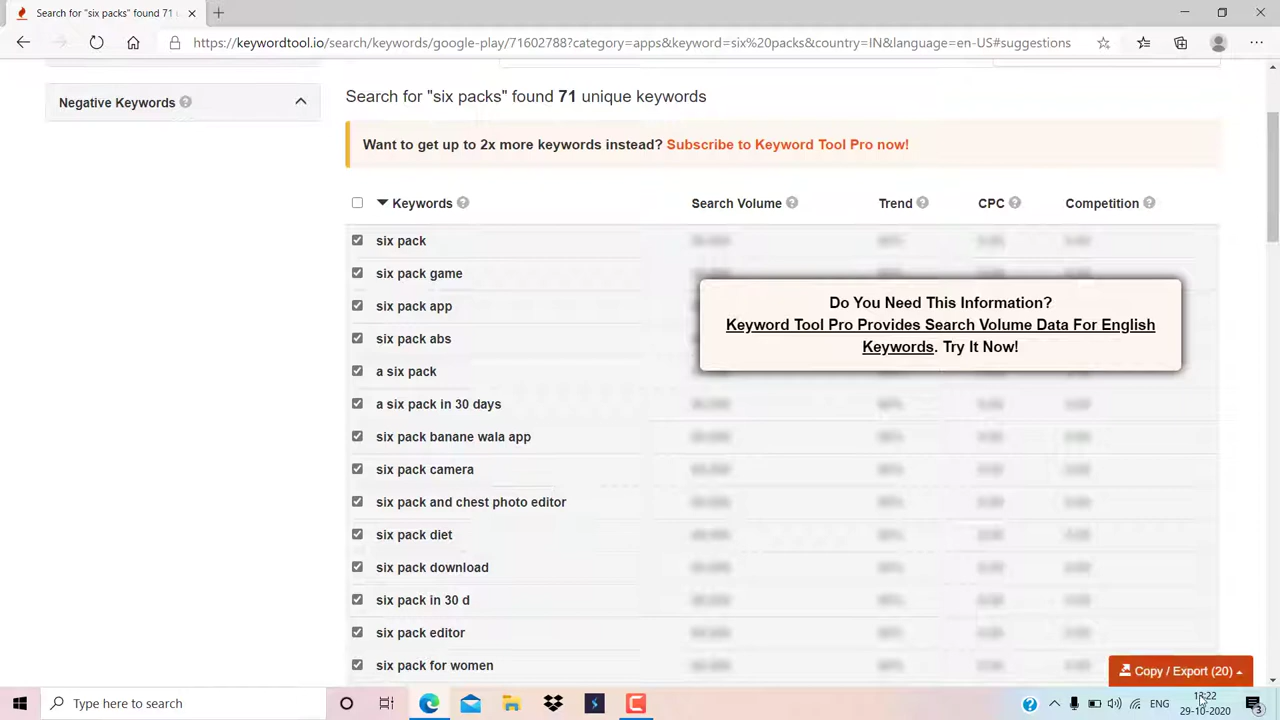 Search for "six packs" found 71 u
https://keywordtool.io/search/keywords/google-play/71602788?category=apps&keyword=six%20packs&country=IN&language=en-US#suggestions
Negative Keywords
Search for "six packs" found 71 unique keywords
Want to get up to 2x more keywords instead? Subscribe to Keyword Tool Pro now!
Keywords Search Volume Trend CPC Competition
six pack
six pack game
six pack app
six pack abs
a six pack
a six pack in 30 days
six pack banane wala app
six pack camera
six pack and chest photo editor
six pack diet
six pack download
six pack in 30 d
six pack editor
six pack for women
Do You Need This Information?
Keyword Tool Pro Provides Search Volume Data For English
Keywords. Try It Now!
Copy / Export (20)
Type here to search
ENG
13:22
29-10-2020
3